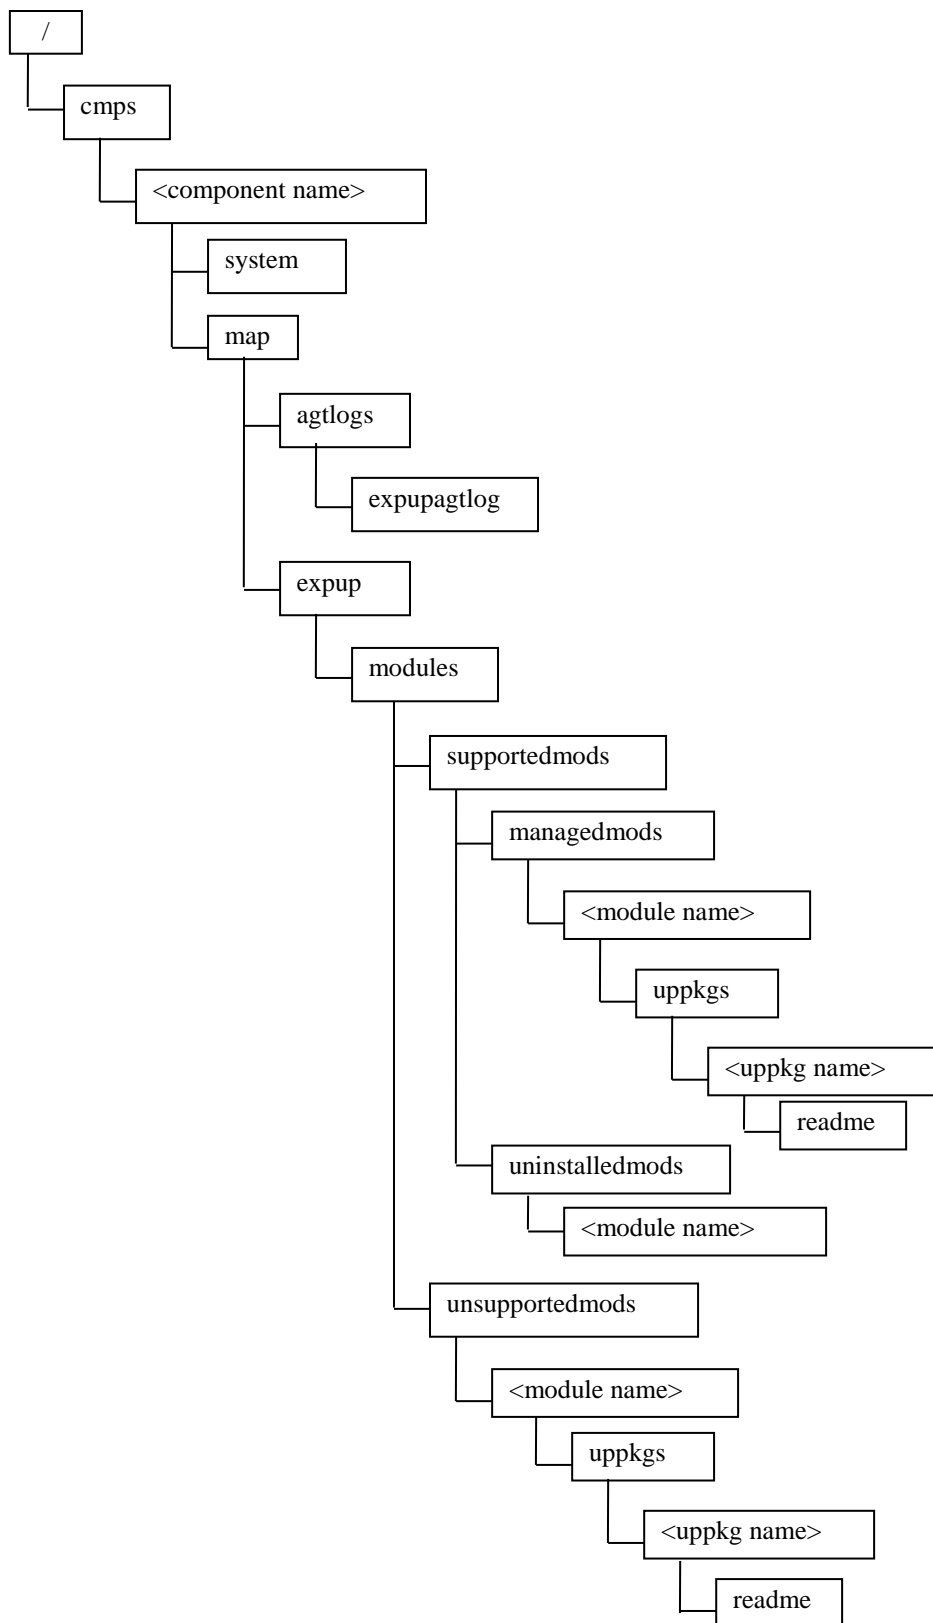 /
cmps
<component name>
system
map
agtlogs
expupagtlog
expup
modules
supportedmods
managedmods
<module name>
uppkgs
<uppkg name>
readme
uninstalledmods
<module name>
unsupportedmods
<module name>
uppkgs
<uppkg name>
readme